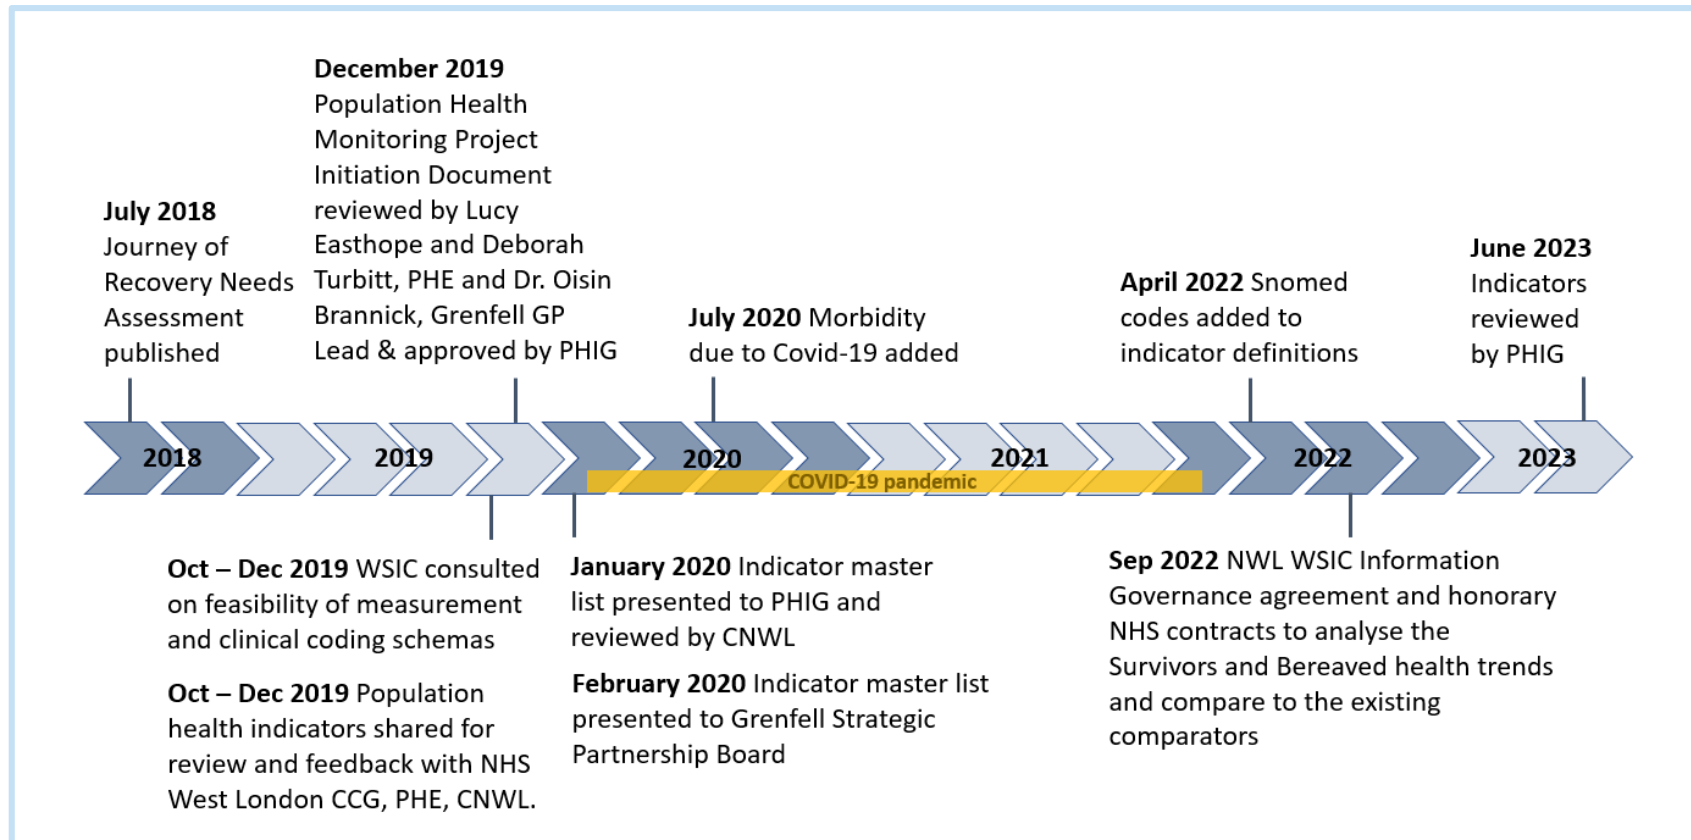 December 2019
Population Health
Monitoring Project
Initiation Document
reviewed by Lucy
Easthope and Deborah
Turbitt, PHE and Dr. Oisin
Brannick, Grenfell GP
Lead & approved by PHIG
July 2018
Journey of
Recovery Needs
Assessment
published
July 2020 Morbidity
due to Covid-19 added
April 2022 Snomed
codes added to
indicator definitions
June 2023
Indicators
reviewed
by PHIG
2018
2019
2020
2021
2022
2023
COVID-19 pandemic
Oct – Dec 2019 WSIC consulted
on feasibility of measurement
and clinical coding schemas
Oct – Dec 2019 Population
health indicators shared for
review and feedback with NHS
West London CCG, PHE, CNWL.
January 2020 Indicator master
list presented to PHIG and
reviewed by CNWL
February 2020 Indicator master list
presented to Grenfell Strategic
Partnership Board
Sep 2022 NWL WSIC Information
Governance agreement and honorary
NHS contracts to analyse the
Survivors and Bereaved health trends
and compare to the existing
comparators